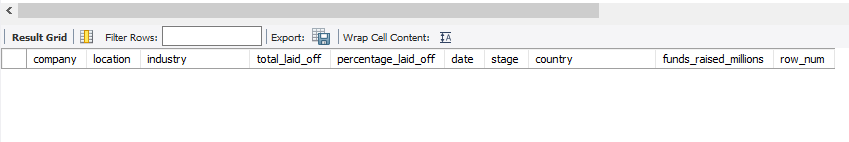 Result Grid Filter Rows: Export: Wrap Cell Content:
company location industry total_laid_off percentage_laid_off date stage country funds_raised_millions row_num